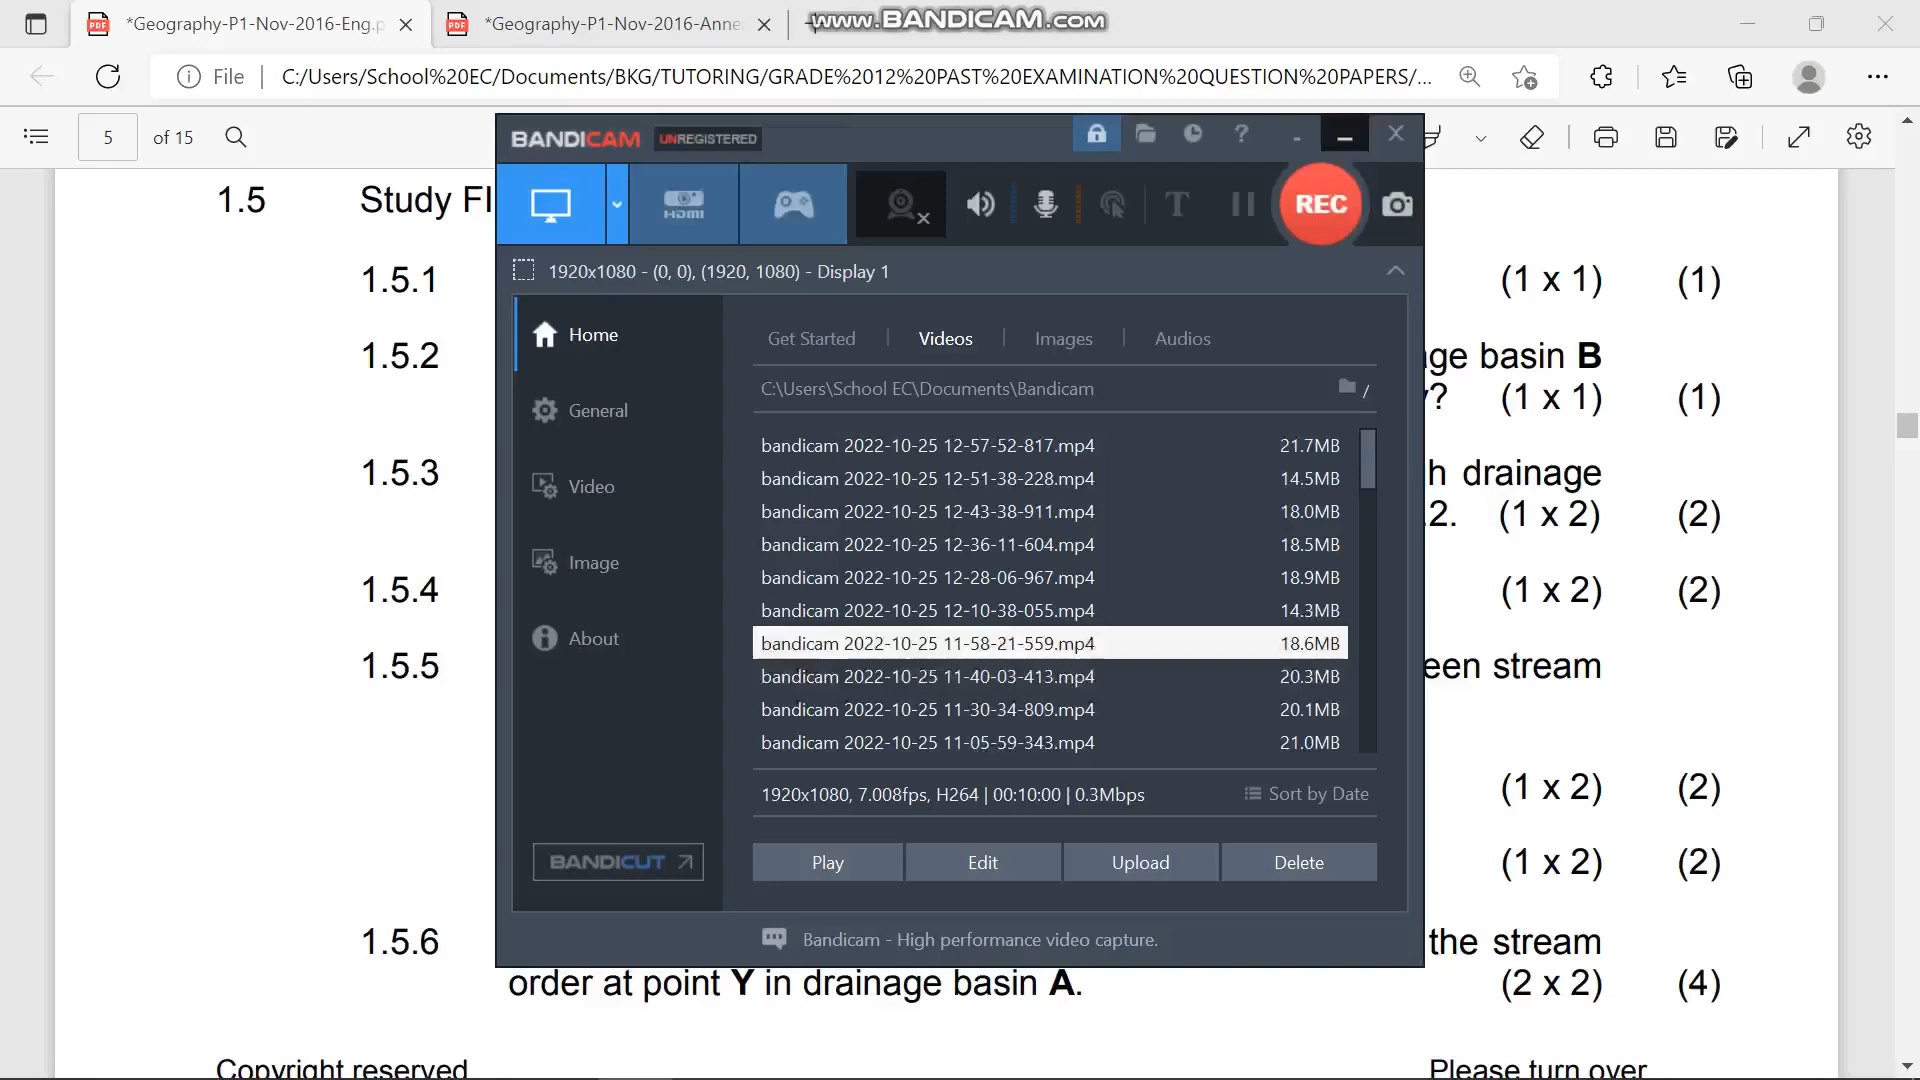 *Geography-P1-Nov-2016-Eng.p
*Geography-P1-Nov-2016-Anne
www.BANDICAM.com
File
C:/Users/School%20EC/Documents/BKG/TUTORING/GRADE%2012%20PAST%20EXAMINATION%20QUESTION%20PAPERS/...
5 of 15
BANDICAM UNREGISTERED
HDMI
T
REC
1920x1080 - (0, 0), (1920, 1080) - Display 1
Home
General
Video
Image
About
BANDICUT
Get Started
Videos
Images
Audios
C:\Users\School EC\Documents\Bandicam
bandicam 2022-10-25 12-57-52-817.mp4 21.7MB
bandicam 2022-10-25 12-51-38-228.mp4 14.5MB
bandicam 2022-10-25 12-43-38-911.mp4 18.0MB
bandicam 2022-10-25 12-36-11-604.mp4 18.5MB
bandicam 2022-10-25 12-28-06-967.mp4 18.9MB
bandicam 2022-10-25 12-10-38-055.mp4 14.3MB
bandicam 2022-10-25 11-58-21-559.mp4 18.6MB
bandicam 2022-10-25 11-40-03-413.mp4 20.3MB
bandicam 2022-10-25 11-30-34-809.mp4 20.1MB
bandicam 2022-10-25 11-05-59-343.mp4 21.0MB
1920x1080, 7.008fps, H264 | 00:10:00 | 0.3Mbps
Sort by Date
Play
Edit
Upload
Delete
Bandicam - High performance video capture.
1.5 Study FI
1.5.1 (1 x 1) (1)
1.5.2 ge basin B
? (1 x 1) (1)
1.5.3 h drainage
.2. (1 x 2) (2)
1.5.4 (1 x 2) (2)
1.5.5 een stream
(1 x 2) (2)
(1 x 2) (2)
1.5.6 the stream
order at point Y in drainage basin A. (2 x 2) (4)
Copyright reserved
Please turn over